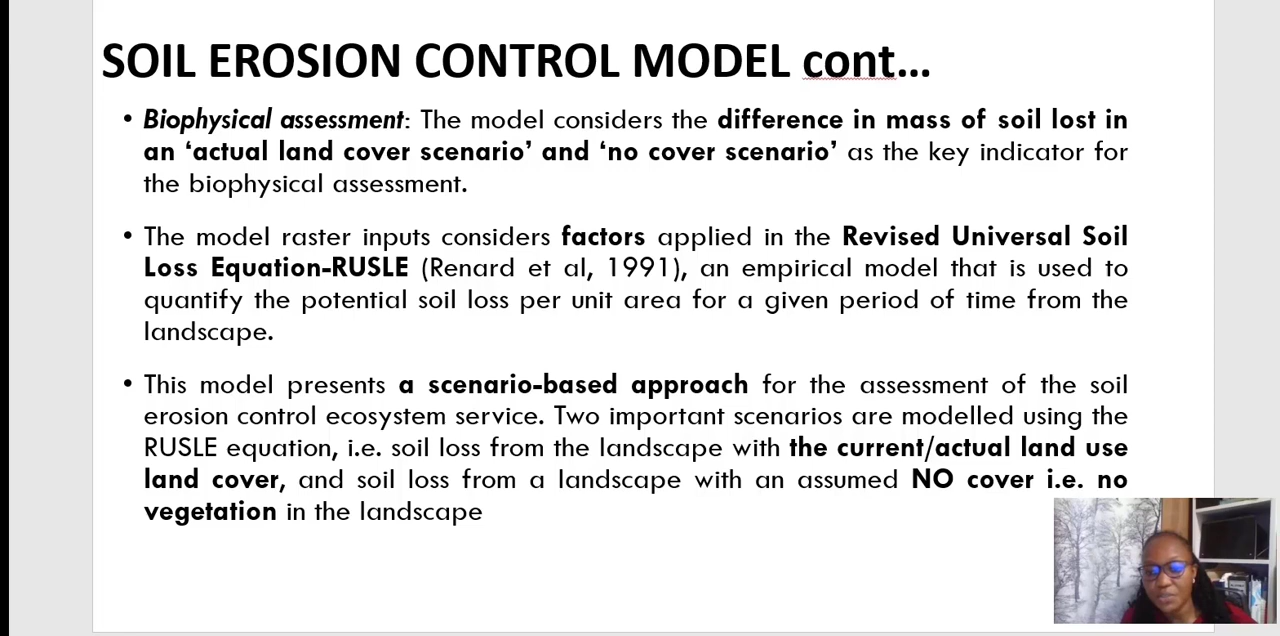 SOIL EROSION CONTROL MODEL cont...
• Biophysical assessment: The model considers the difference in mass of soil lost in
an ‘actual land cover scenario’ and ‘no cover scenario’ as the key indicator for
the biophysical assessment.
• The model raster inputs considers factors applied in the Revised Universal Soil
Loss Equation-RUSLE (Renard et al, 1991), an empirical model that is used to
quantify the potential soil loss per unit area for a given period of time from the
landscape.
• This model presents a scenario-based approach for the assessment of the soil
erosion control ecosystem service. Two important scenarios are modelled using the
RUSLE equation, i.e. soil loss from the landscape with the current/actual land use
land cover, and soil loss from a landscape with an assumed NO cover i.e. no
vegetation in the landscape